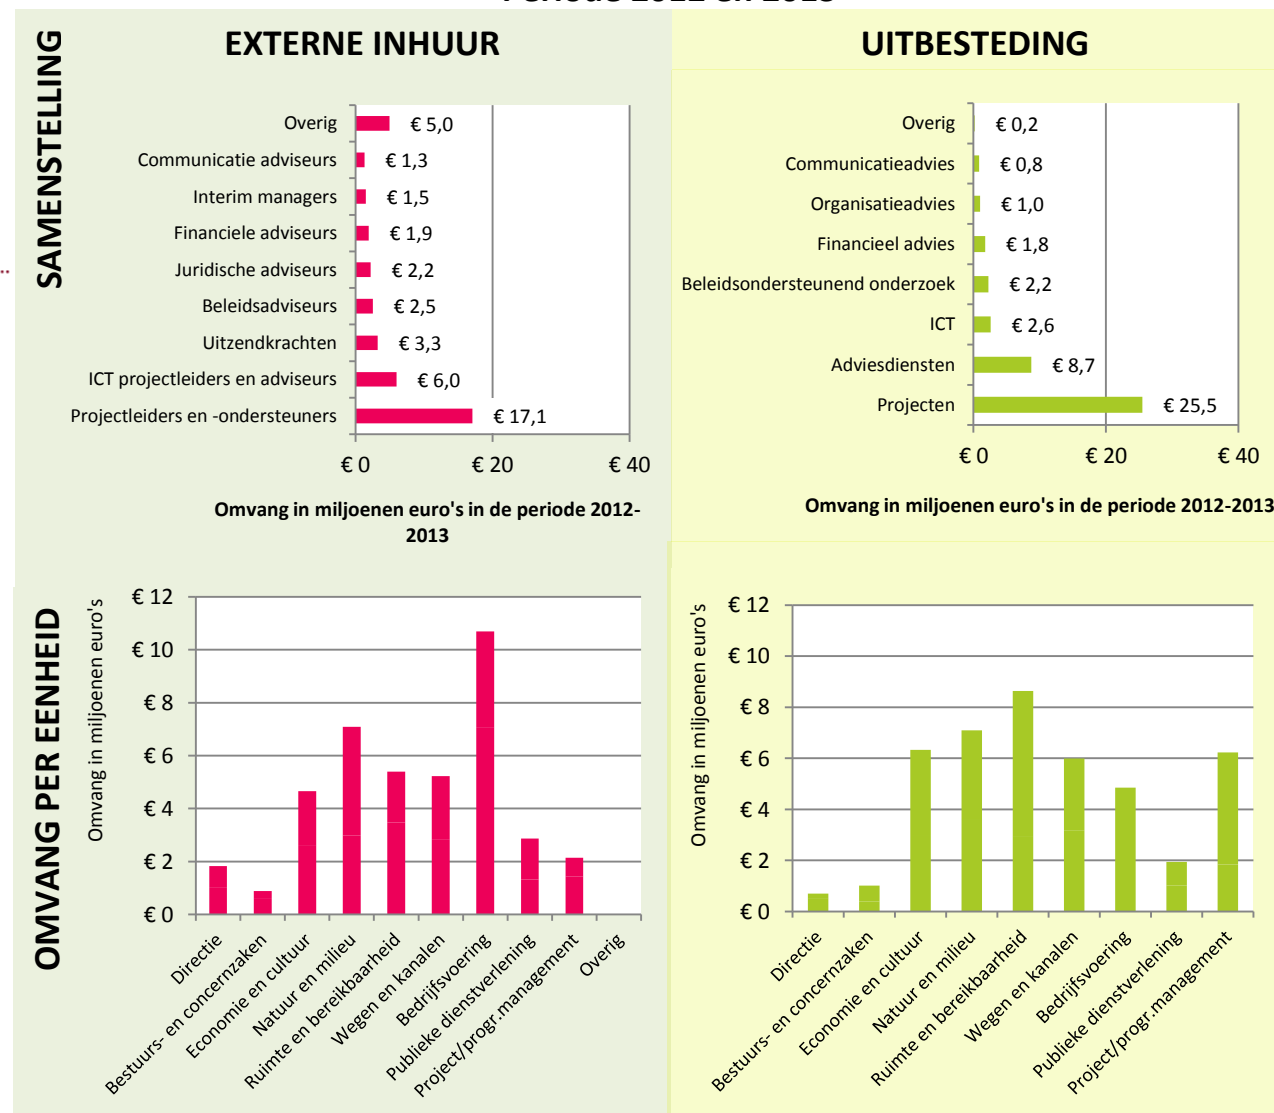 EXTERNE INHUUR
SAMENSTELLING
Overig € 5,0
Communicatie adviseurs € 1,3
Interim managers € 1,5
Financiele adviseurs € 1,9
Juridische adviseurs € 2,2
Beleidsadviseurs € 2,5
Uitzendkrachten € 3,3
ICT projectleiders en adviseurs € 6,0
Projectleiders en -ondersteuners € 17,1
€ 0 € 20 € 40
Omvang in miljoenen euro's in de periode 2012-
2013
UITBESTEDING
Overig € 0,2
Communicatieadvies € 0,8
Organisatieadvies € 1,0
Financieel advies € 1,8
Beleidsondersteunend onderzoek € 2,2
ICT € 2,6
Adviesdiensten € 8,7
Projecten € 25,5
€ 0 € 20 € 40
Omvang in miljoenen euro's in de periode 2012-2013
OMVANG PER EENHEID
Omvang in miljoenen euro's
€ 12
€ 10
€ 8
€ 6
€ 4
€ 2
€ 0
Directie
Bestuurs- en concernzaken
Economie en cultuur
Natuur en milieu
Ruimte en bereikbaarheid
Wegen en kanalen
Bedrijfsvoering
Publieke dienstverlening
Project/progr.management
Overig
Omvang in miljoenen euro's
€ 12
€ 10
€ 8
€ 6
€ 4
€ 2
€ 0
Directie
Bestuurs- en concernzaken
Economie en cultuur
Natuur en milieu
Ruimte en bereikbaarheid
Wegen en kanalen
Bedrijfsvoering
Publieke dienstverlening
Project/progr.management